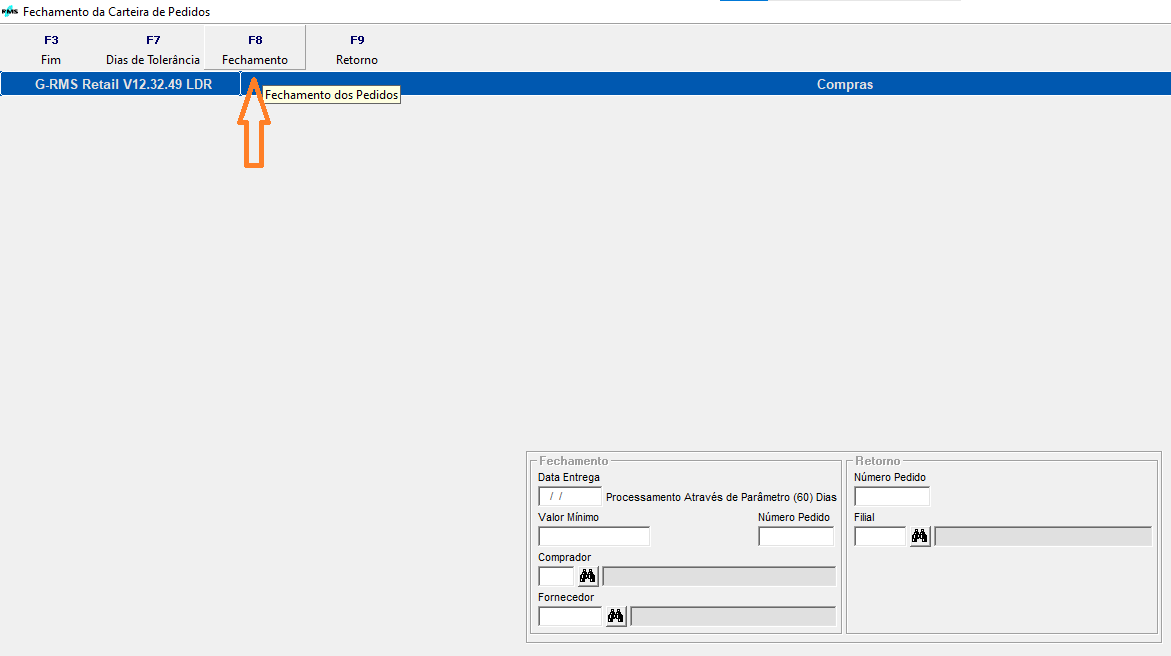 RMS Fechamento da Carteira de Pedidos
F3 F7 F8 F9
Fim Dias de Tolerância Fechamento Retorno
G-RMS Retail V12.32.49 LDR Compras
Fechamento dos Pedidos
Fechamento
Data Entrega
/ / Processamento Através de Parâmetro (60) Dias
Valor Mínimo Número Pedido
Comprador
Fornecedor
Retorno
Número Pedido
Filial